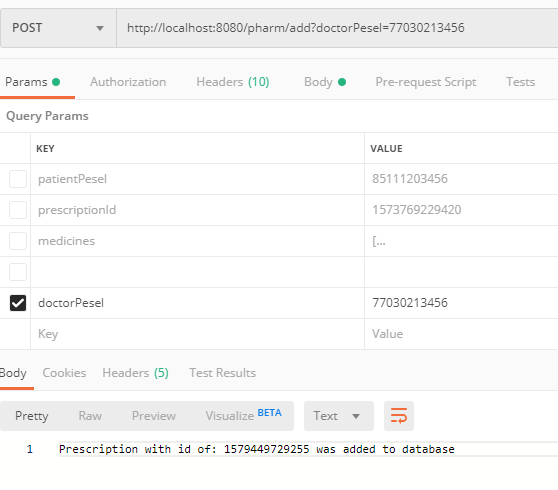 POST http://localhost:8080/pharm/add?doctorPesel=77030213456
Params Authorization Headers (10) Body Pre-request Script Tests
Query Params
KEY VALUE
patientPesel 85111203456
prescriptionId 1573769229420
medicines [...
doctorPesel 77030213456
Key Value
Body Cookies Headers (5) Test Results
Pretty Raw Preview Visualize BETA Text
1 Prescription with id of: 1579449729255 was added to database